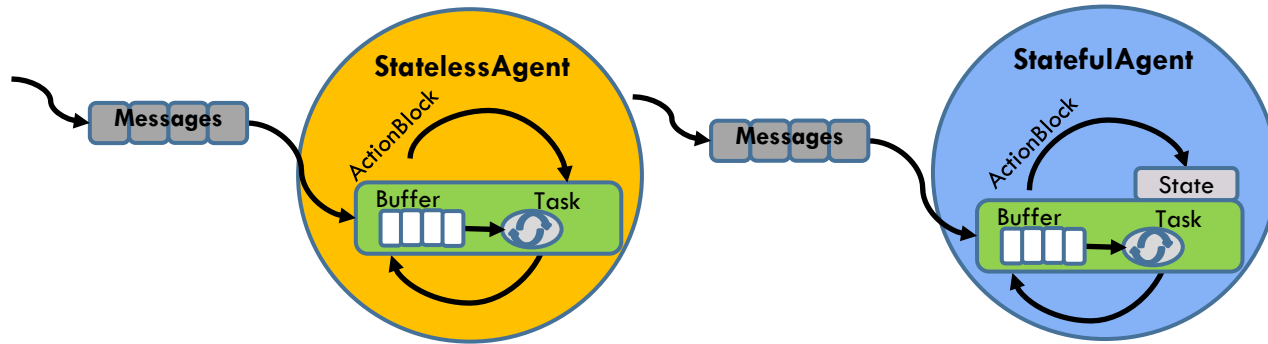 StatelessAgent
Messages
ActionBlock
Buffer
Task
StatefulAgent
Messages
ActionBlock
State
Buffer
Task